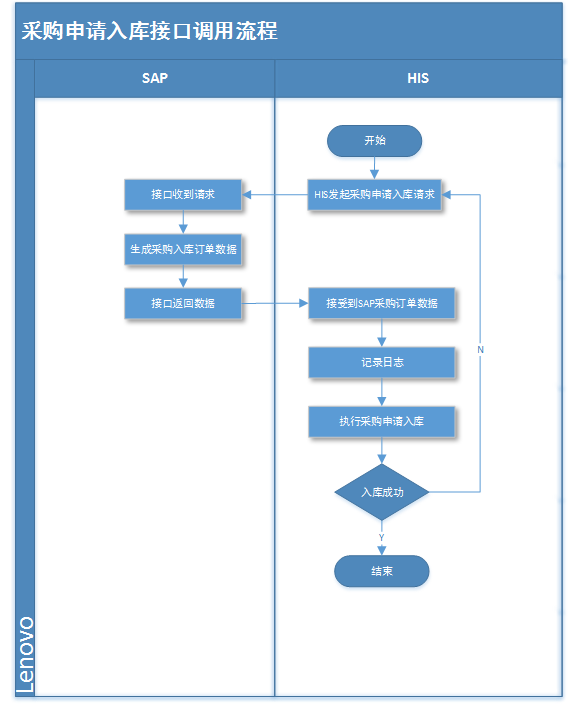 采购申请入库接口调用流程
SAP
HIS
开始
接口收到请求
HIS发起采购申请入库请求
生成采购入库订单数据
接口返回数据
接受到SAP采购订单数据
N
记录日志
执行采购申请入库
入库成功
Y
结束
Lenovo